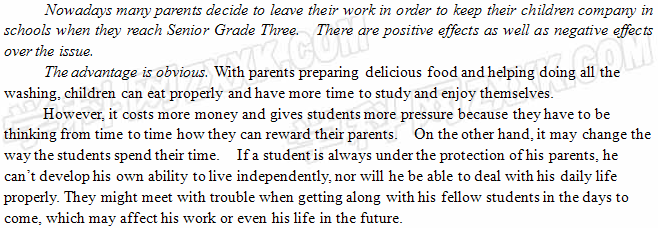 Nowadays many parents decide to leave their work in order to keep their children company in
schools when they reach Senior Grade Three. There are positive effects as well as negative effects
over the issue.
The advantage is obvious. With parents preparing delicious food and helping doing all the
washing, children can eat properly and have more time to study and enjoy themselves.
However, it costs more money and gives students more pressure because they have to be
thinking from time to time how they can reward their parents. On the other hand, it may change the
way the students spend their time. If a student is always under the protection of his parents, he
can't develop his own ability to live independently, nor will he be able to deal with his daily life
properly. They might meet with trouble when getting along with his fellow students in the days to
come, which may affect his work or even his life in the future.